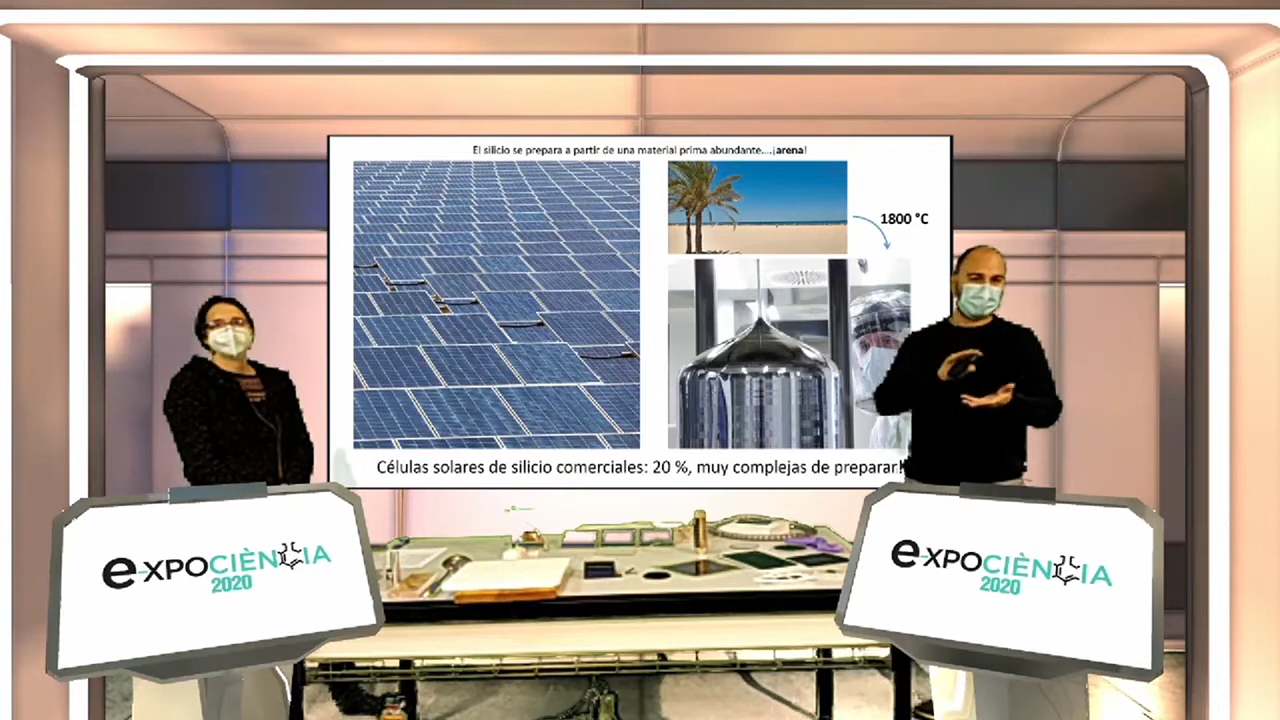 El silicio se prepara a partir de una material prima abundante....¡arena!
1800 °C
Células solares de silicio comerciales: 20 %, muy complejas de preparar!
eXPOCIÈNCIA
2020
eXPOCIÈNCIA
2020